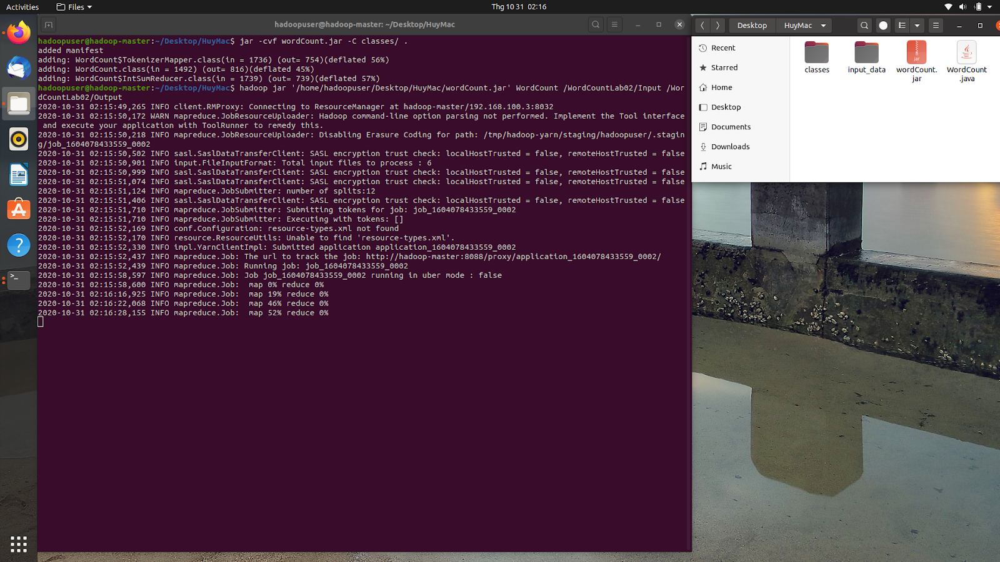 Activities
Files
Thg 10 31 02:16
hadoopuser@hadoop-master: ~/Desktop/HuyMac
hadoopuser@hadoop-master:~/Desktop/HuyMac$ jar -cvf wordCount.jar -C classes/ .
added manifest
adding: WordCount$TokenizerMapper.class(in = 1736) (out= 754)(deflated 56%)
adding: WordCount.class(in = 1492) (out= 816)(deflated 45%)
adding: WordCount$IntSumReducer.class(in = 1739) (out= 739)(deflated 57%)
hadoopuser@hadoop-master:~/Desktop/HuyMac$ hadoop jar '/home/hadoopuser/Desktop/HuyMac/wordCount.jar' WordCount /WordCountLab02/Input /Wor
dCountLab02/Output
2020-10-31 02:15:49,265 INFO client.RMProxy: Connecting to ResourceManager at hadoop-master/192.168.100.3:8032
2020-10-31 02:15:50,172 WARN mapreduce.JobResourceUploader: Hadoop command-line option parsing not performed. Implement the Tool interface
and execute your application with ToolRunner to remedy this.
2020-10-31 02:15:50,218 INFO mapreduce.JobResourceUploader: Disabling Erasure Coding for path: /tmp/hadoop-yarn/staging/hadoopuser/.stagin
g/job_1604078433559_0002
2020-10-31 02:15:50,502 INFO sasl.SaslDataTransferClient: SASL encryption trust check: localHostTrusted = false, remoteHostTrusted = false
2020-10-31 02:15:50,901 INFO input.FileInputFormat: Total input files to process : 6
2020-10-31 02:15:50,999 INFO sasl.SaslDataTransferClient: SASL encryption trust check: localHostTrusted = false, remoteHostTrusted = false
2020-10-31 02:15:51,074 INFO sasl.SaslDataTransferClient: SASL encryption trust check: localHostTrusted = false, remoteHostTrusted = false
2020-10-31 02:15:51,124 INFO mapreduce.JobSubmitter: number of splits:12
2020-10-31 02:15:51,406 INFO sasl.SaslDataTransferClient: SASL encryption trust check: localHostTrusted = false, remoteHostTrusted = false
2020-10-31 02:15:51,710 INFO mapreduce.JobSubmitter: Submitting tokens for job: job_1604078433559_0002
2020-10-31 02:15:51,710 INFO mapreduce.JobSubmitter: Executing with tokens: []
2020-10-31 02:15:52,169 INFO conf.Configuration: resource-types.xml not found
2020-10-31 02:15:52,170 INFO resource.ResourceUtils: Unable to find 'resource-types.xml'.
2020-10-31 02:15:52,330 INFO impl.YarnClientImpl: Submitted application application_1604078433559_0002
2020-10-31 02:15:52,437 INFO mapreduce.Job: The url to track the job: http://hadoop-master:8088/proxy/application_1604078433559_0002/
2020-10-31 02:15:52,439 INFO mapreduce.Job: Running job: job_1604078433559_0002
2020-10-31 02:15:58,597 INFO mapreduce.Job: Job job_1604078433559_0002 running in uber mode : false
2020-10-31 02:15:58,600 INFO mapreduce.Job:  map 0% reduce 0%
2020-10-31 02:16:16,925 INFO mapreduce.Job:  map 19% reduce 0%
2020-10-31 02:16:22,068 INFO mapreduce.Job:  map 46% reduce 0%
2020-10-31 02:16:28,155 INFO mapreduce.Job:  map 52% reduce 0%
Desktop
HuyMac
Recent
Starred
Home
Desktop
Documents
Downloads
Music
classes
input_data
jar
wordCount.
jar
WordCount
.java